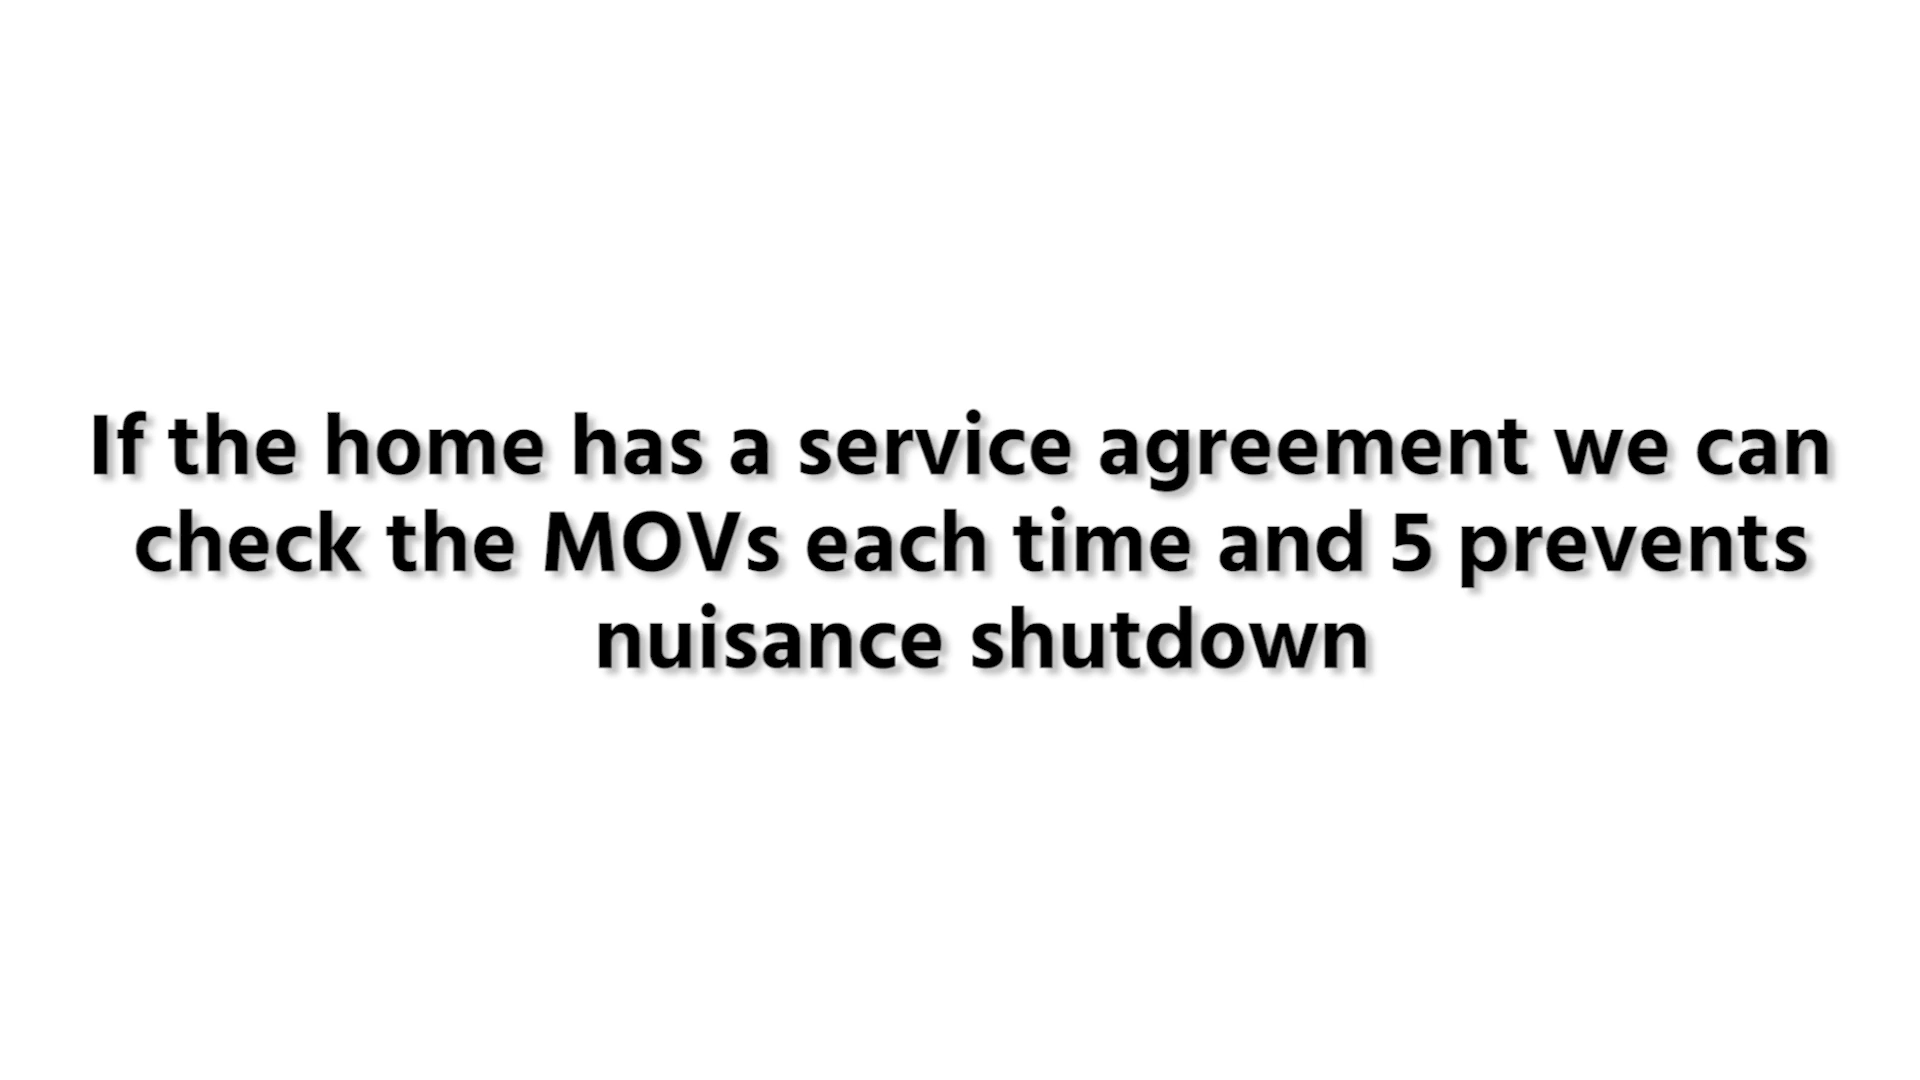 If the home has a service agreement we can
check the MOVs each time and 5 prevents
nuisance shutdown